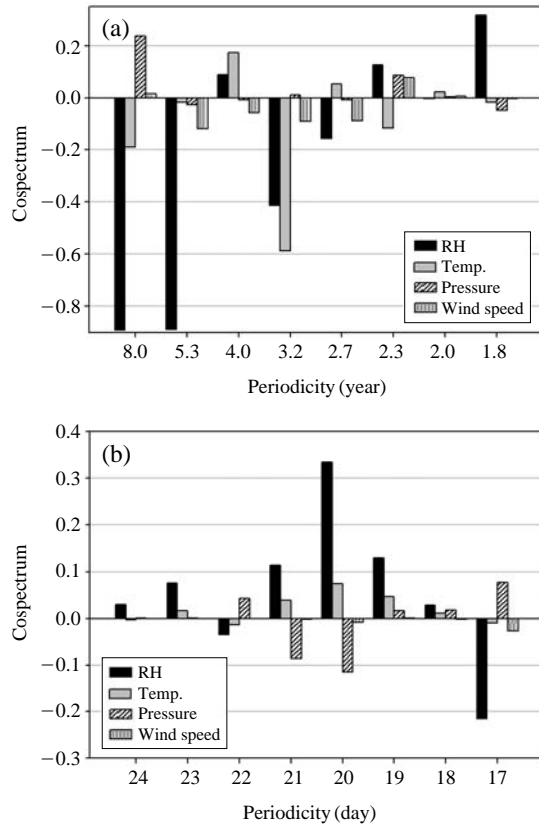 (a)
0.2
0.0
−0.2
−0.4
−0.6
−0.8
Cospectrum
RH
Temp.
Pressure
Wind speed
8.0 5.3 4.0 3.2 2.7 2.3 2.0 1.8
Periodicity (year)
(b)
0.4
0.3
0.2
0.1
0.0
−0.1
−0.2
−0.3
Cospectrum
RH
Temp.
Pressure
Wind speed
24 23 22 21 20 19 18 17
Periodicity (day)